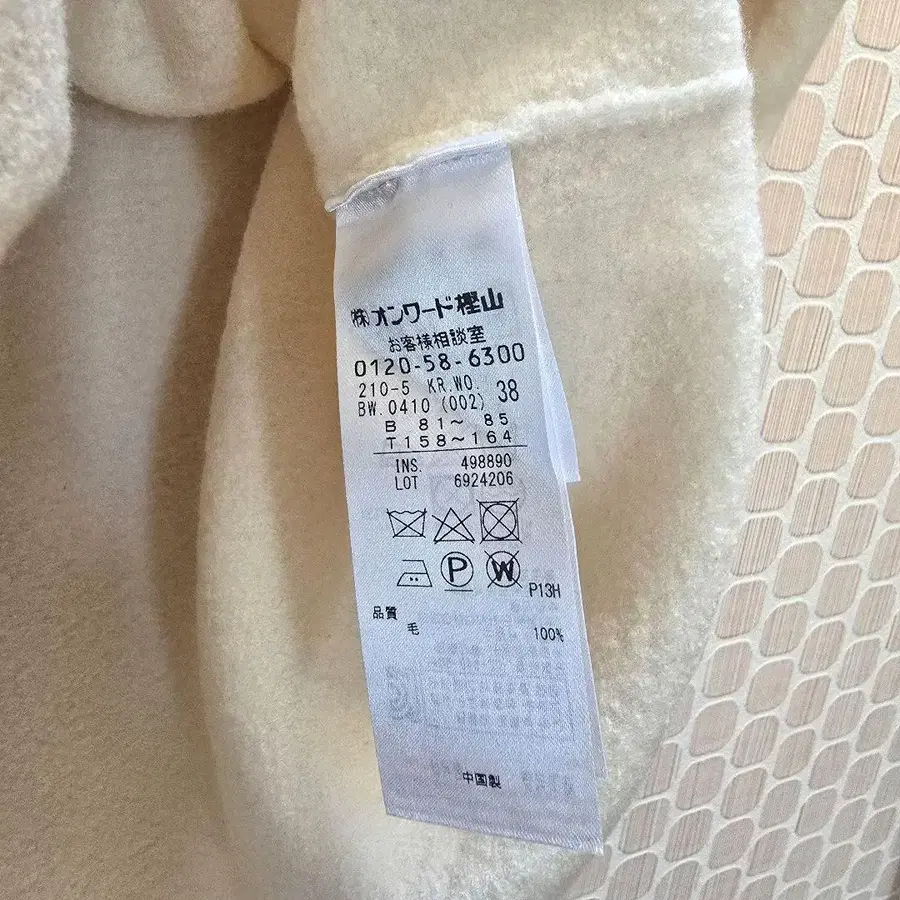 ㈱オンワード樫山
お客様相談室
0120-58-6300
210-5 KR.WO.
BW.0410 (002) 38
B 81～ 85
T158～164
INS. 498890
LOT 6924206
P W
P13H
品質
毛 100%
中国製